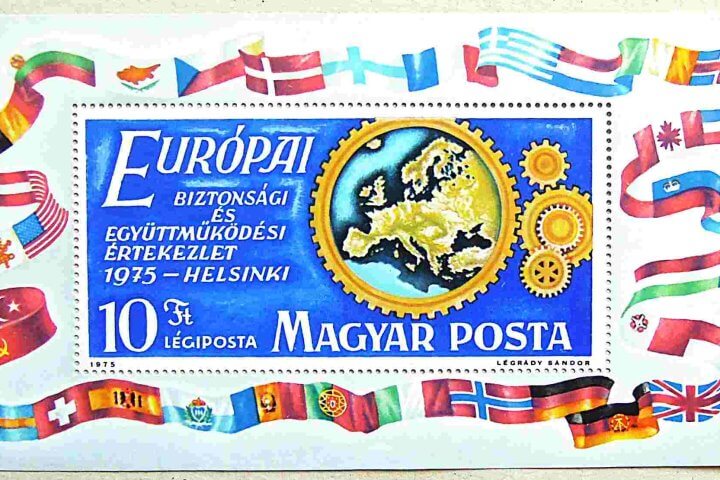 EURÓPAI
BIZTONSÁGI
ÉS
EGYÜTTMŰKÖDÉSI
ÉRTEKEZLET
1975 – HELSINKI
10 Ft
LÉGIPOSTA
MAGYAR POSTA
1975
LÉGRÁDY SÁNDOR